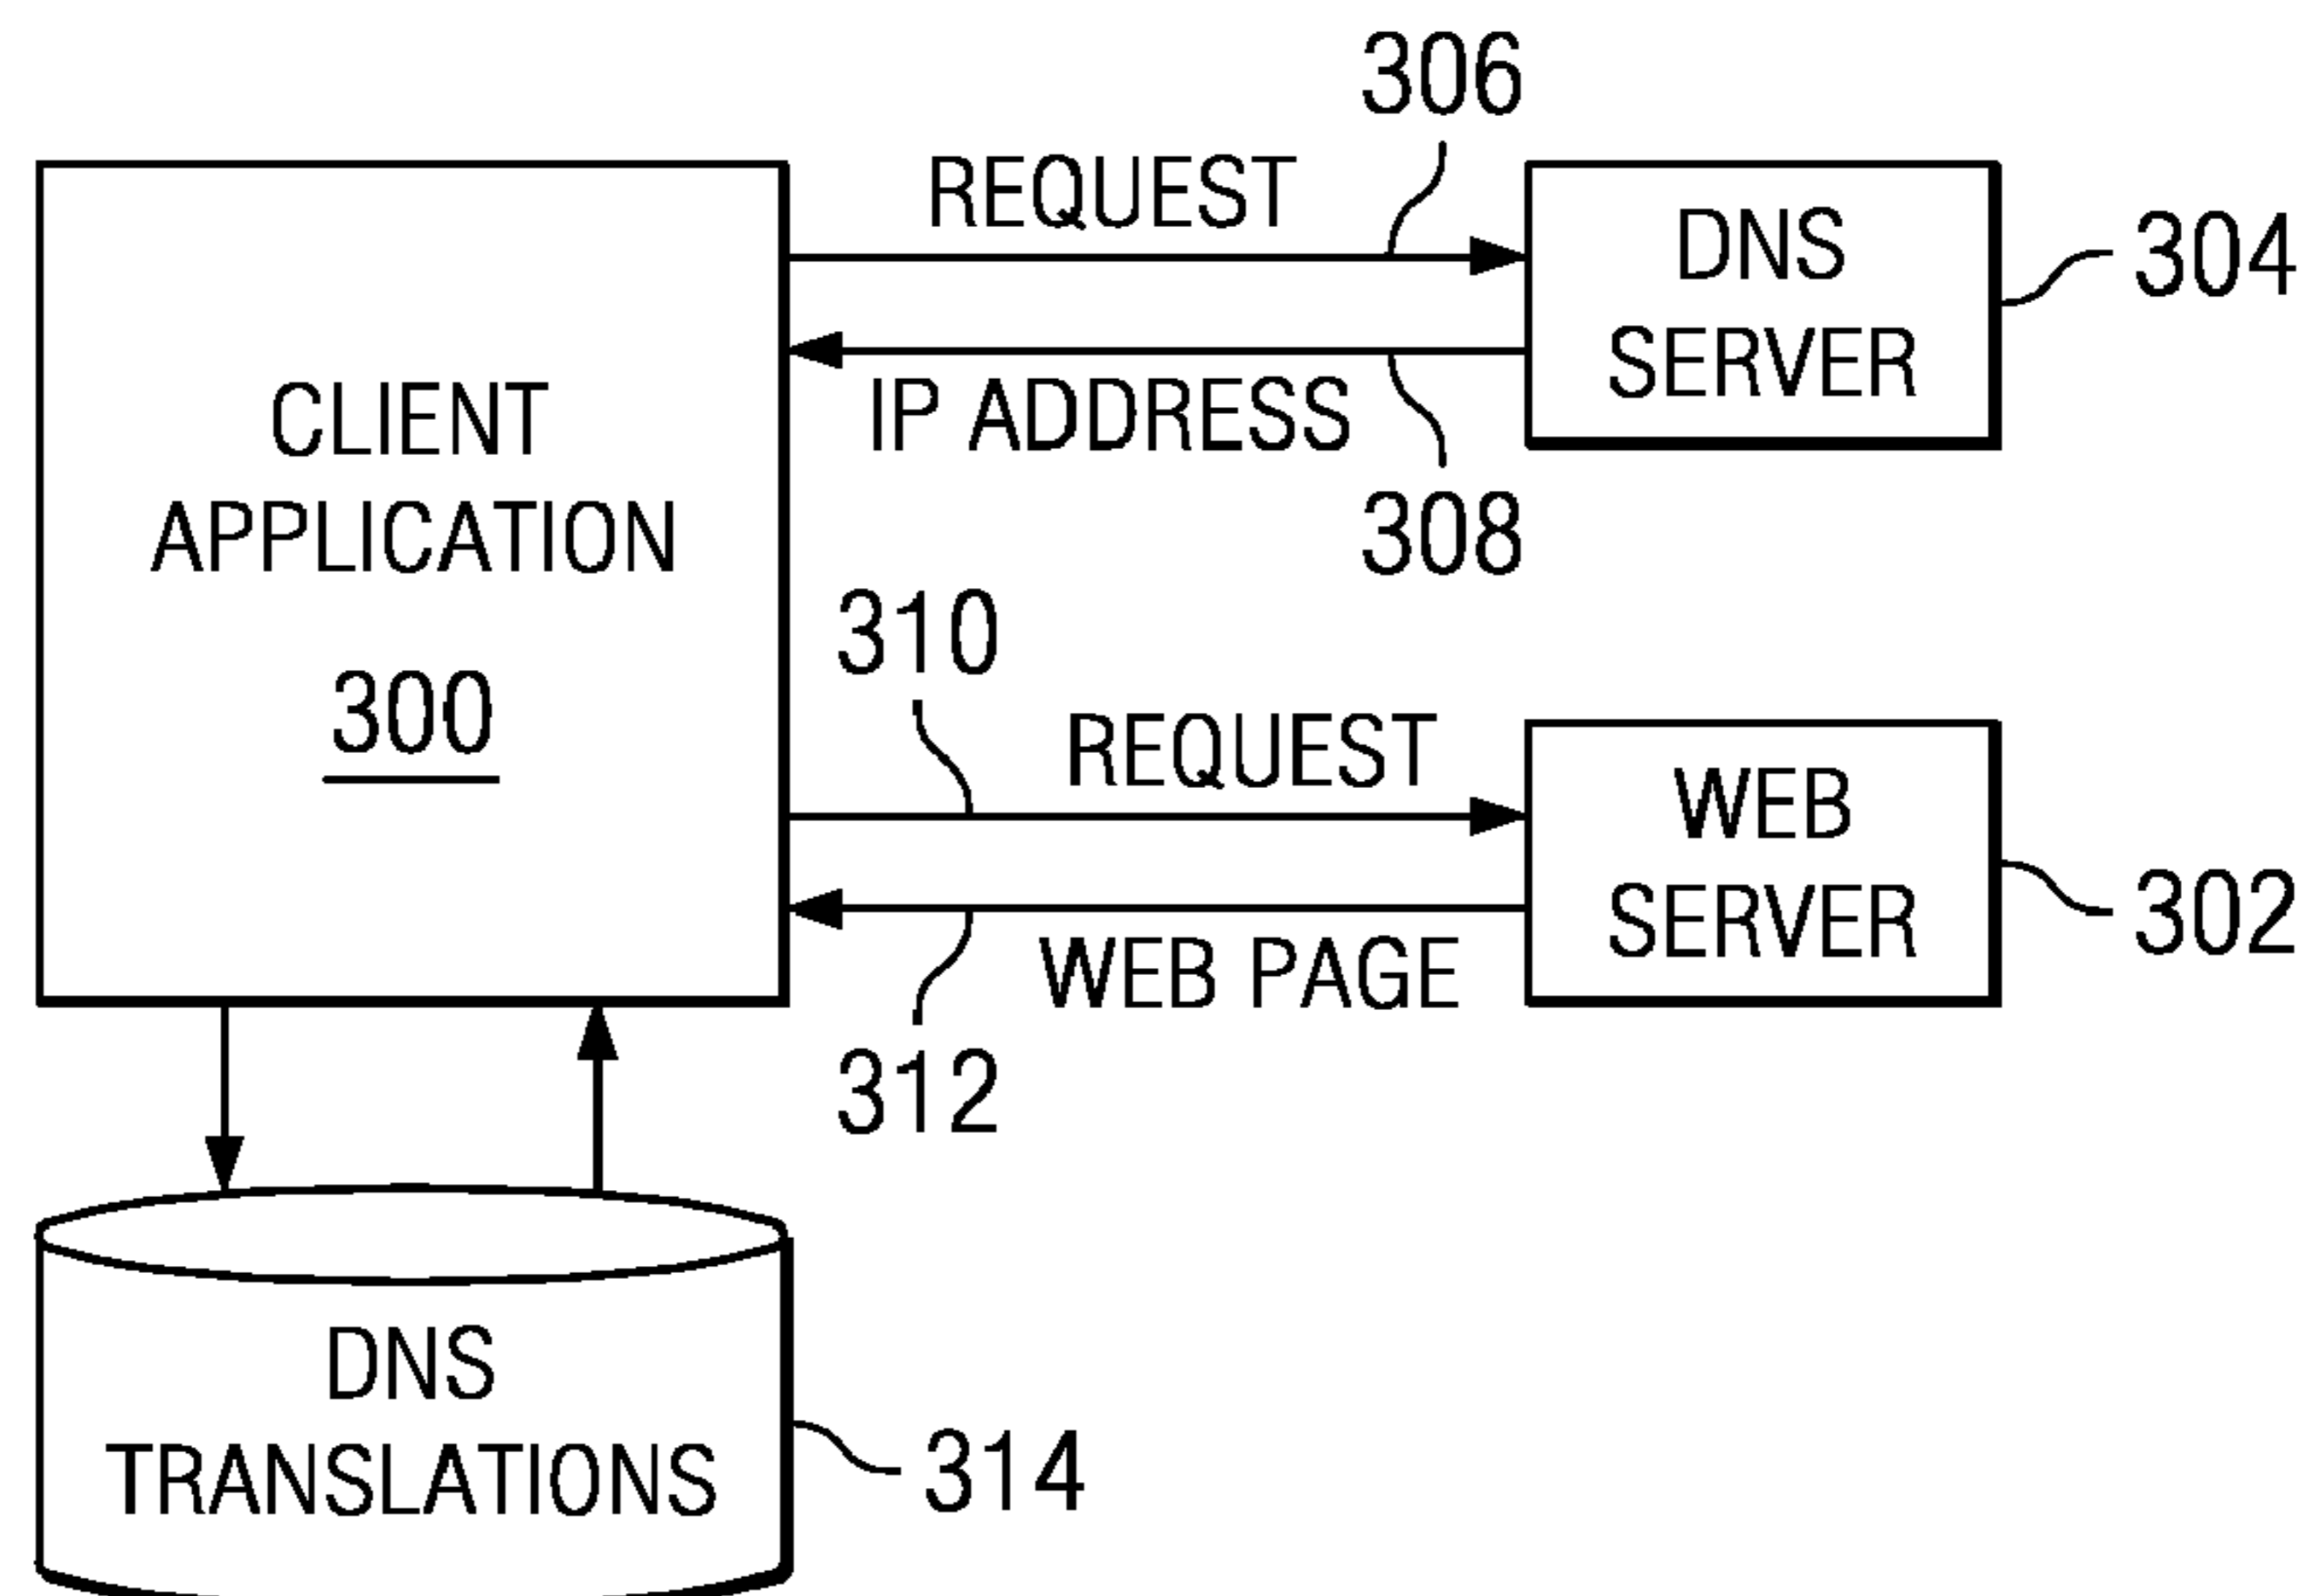 306
REQUEST
DNS
SERVER
304
IP ADDRESS
308
CLIENT
APPLICATION
300
310
REQUEST
WEB
SERVER
302
WEB PAGE
312
DNS
TRANSLATIONS
314